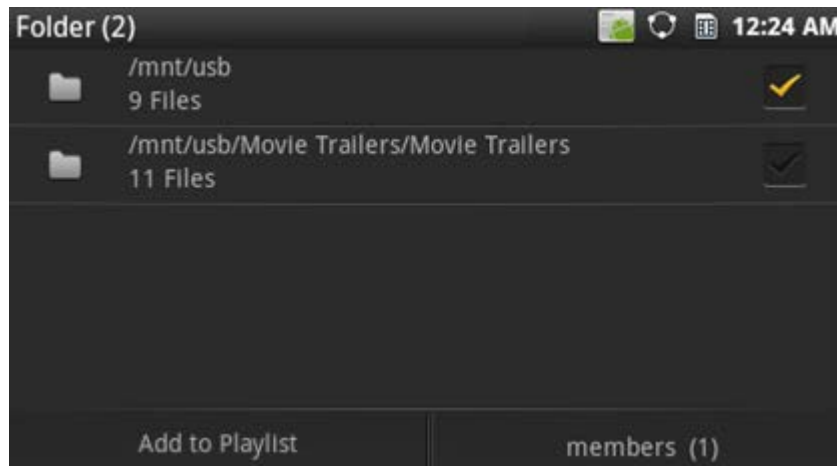 Folder (2) 12:24 AM
/mnt/usb
9 Files
/mnt/usb/Movie Trailers/Movie Trailers
11 Files
Add to Playlist members (1)